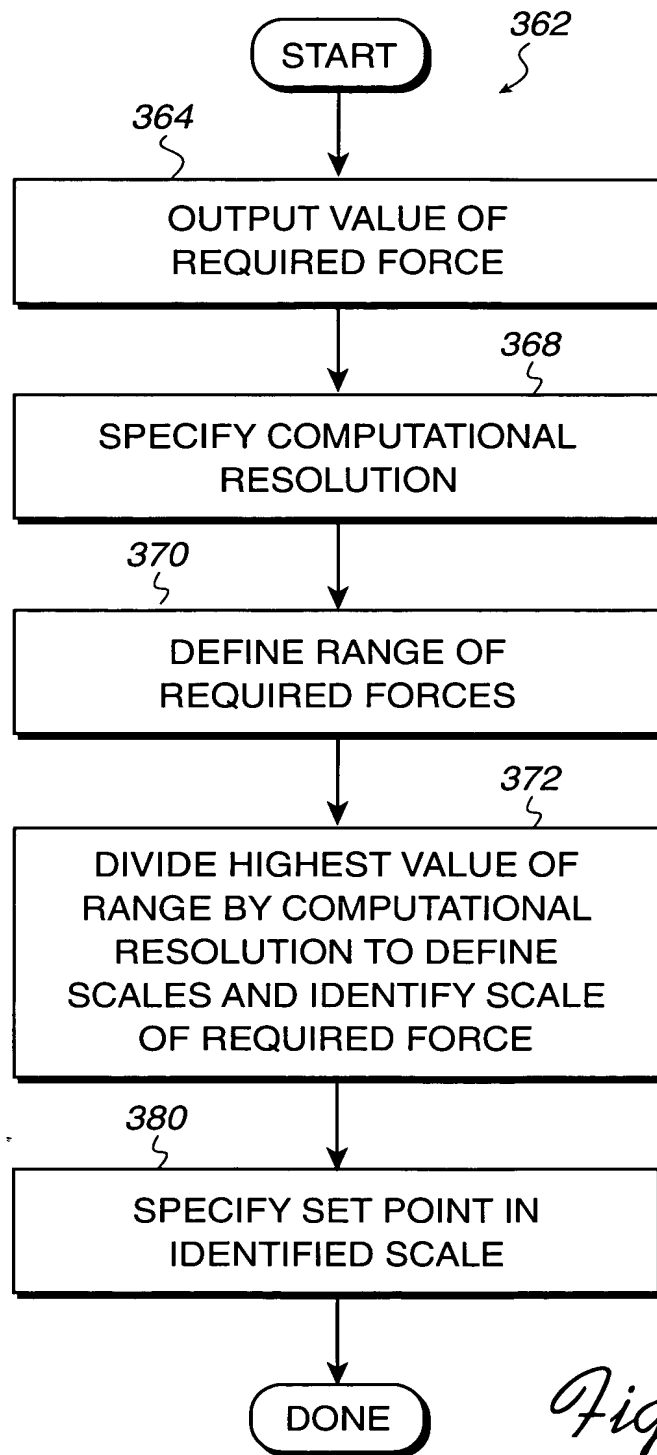 START
362
364
OUTPUT VALUE OF
REQUIRED FORCE
368
SPECIFY COMPUTATIONAL
RESOLUTION
370
DEFINE RANGE OF
REQUIRED FORCES
372
DIVIDE HIGHEST VALUE OF
RANGE BY COMPUTATIONAL
RESOLUTION TO DEFINE
SCALES AND IDENTIFY SCALE
OF REQUIRED FORCE
380
SPECIFY SET POINT IN
IDENTIFIED SCALE
DONE
Fig